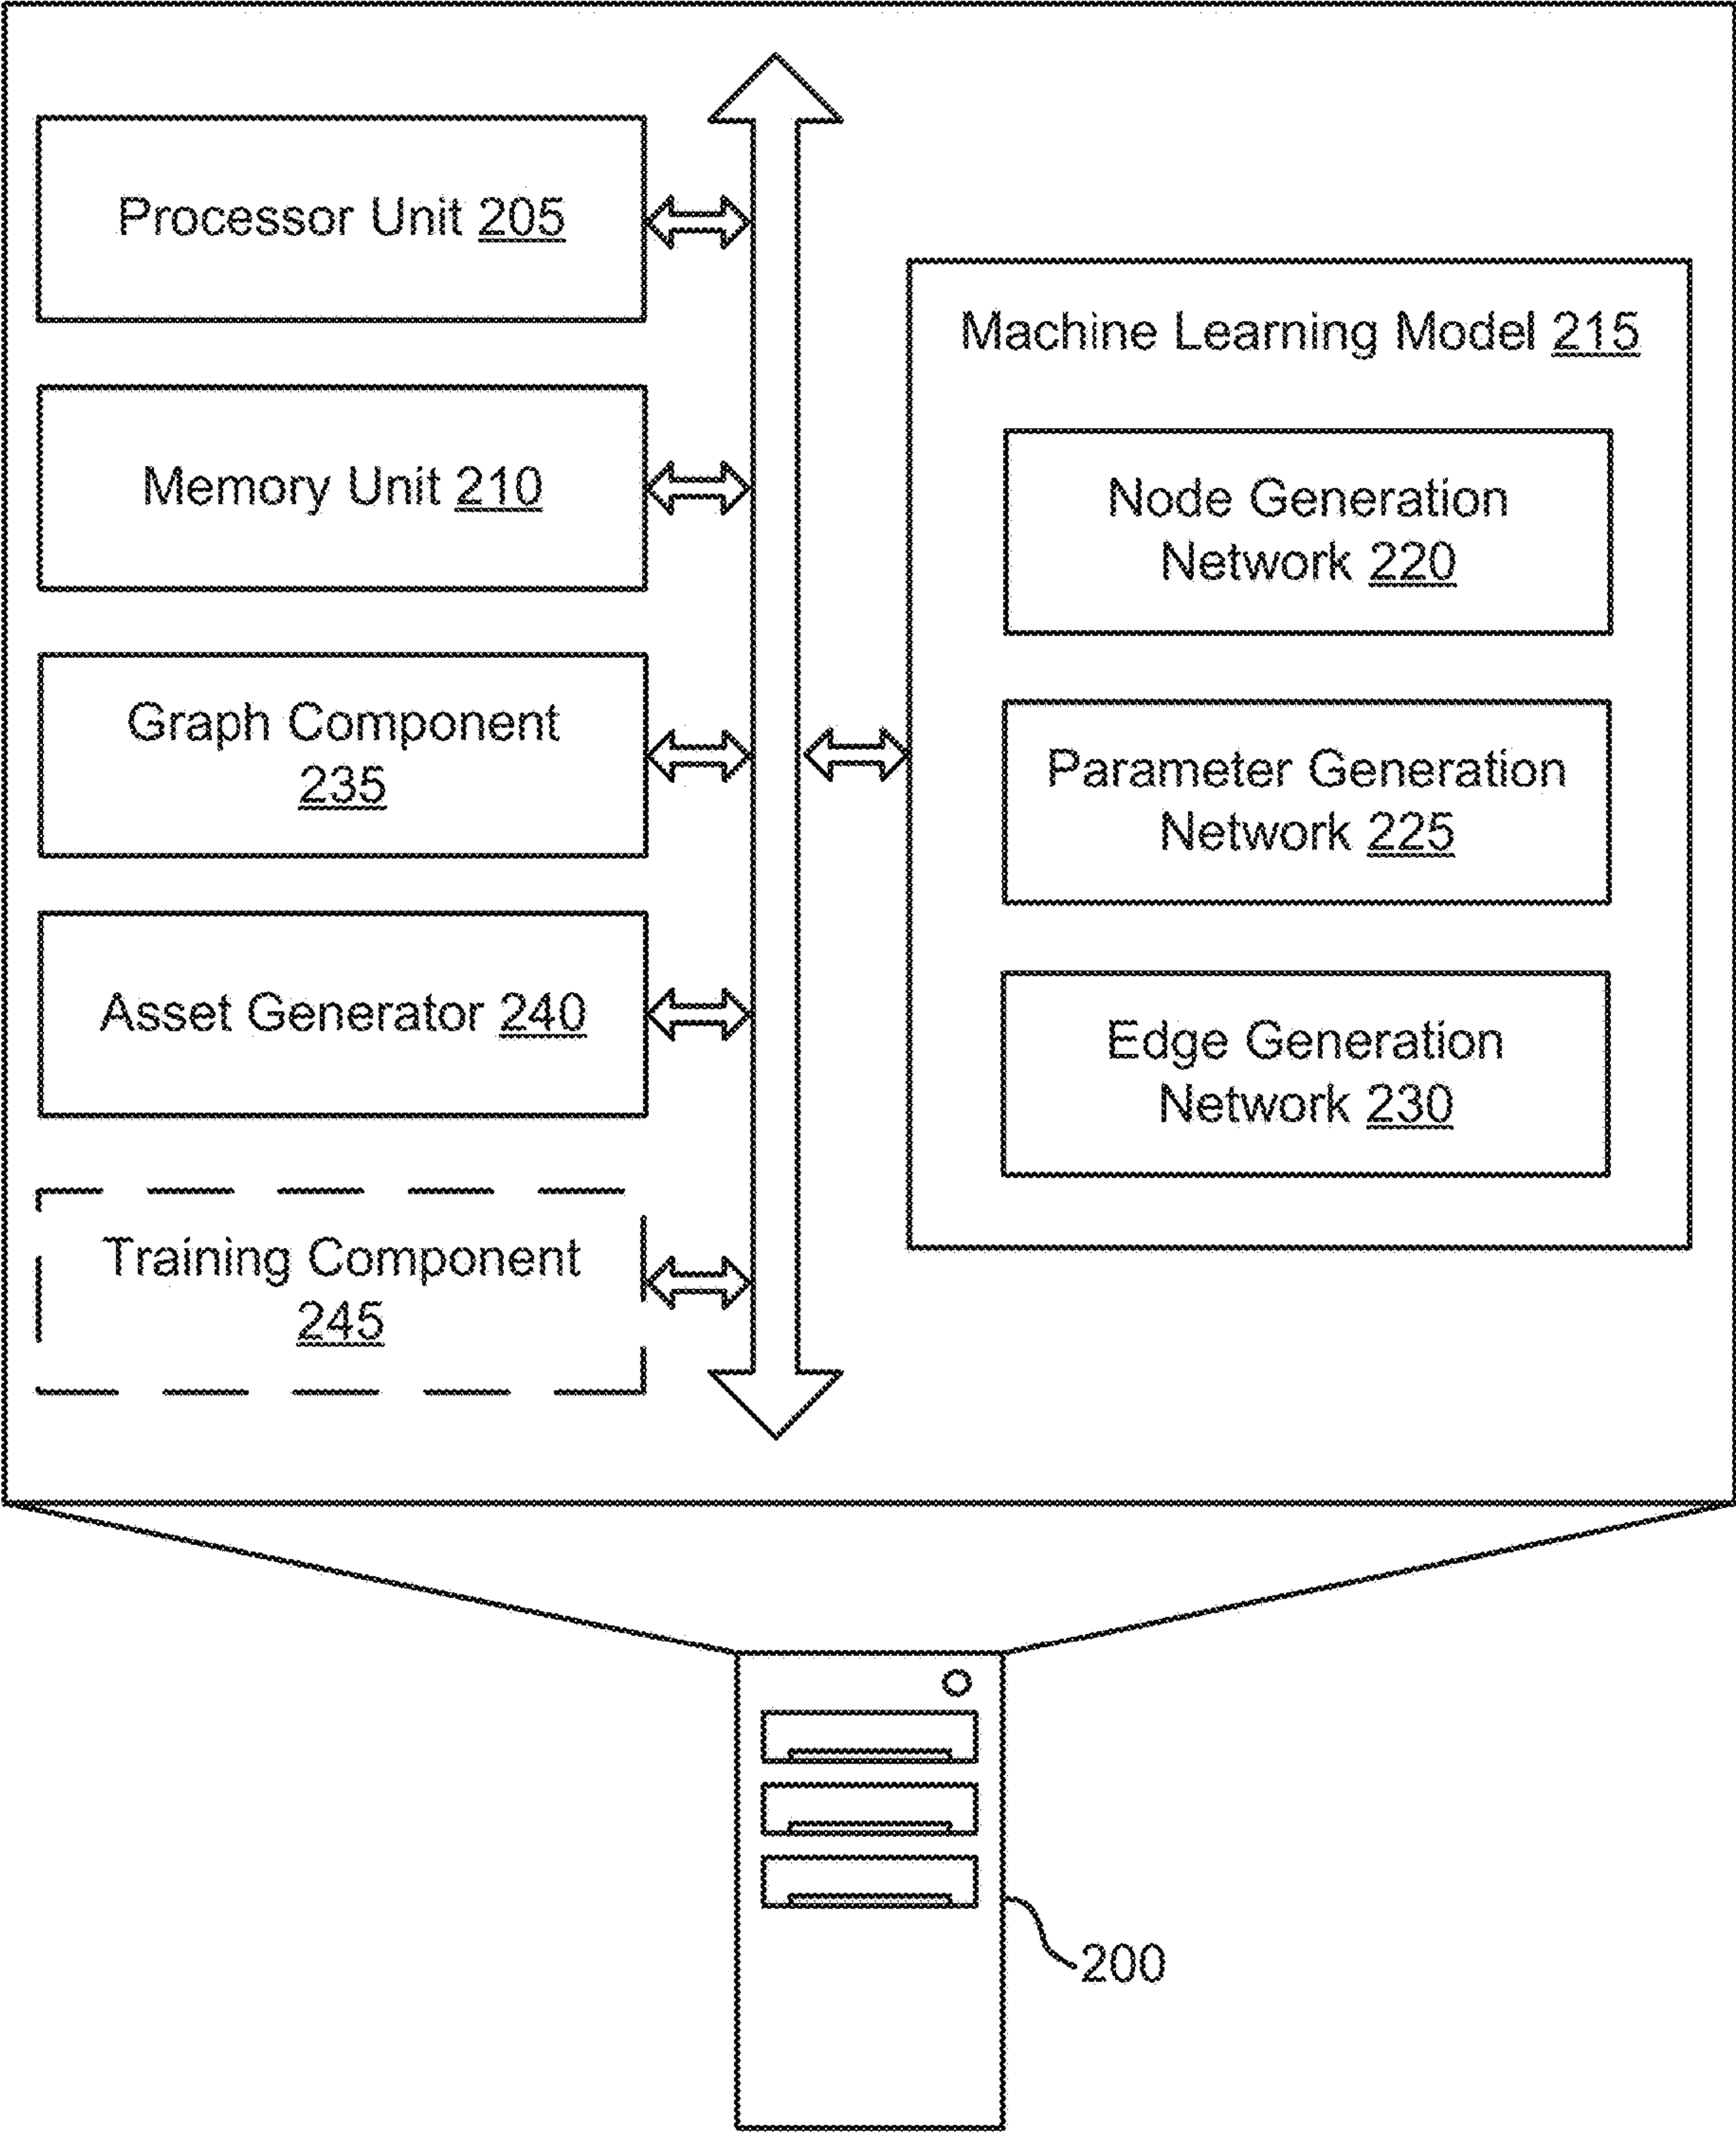 Processor Unit 205
Memory Unit 210
Graph Component
235
Asset Generator 240
Training Component
245
Machine Learning Model 215
Node Generation
Network 220
Parameter Generation
Network 225
Edge Generation
Network 230
200